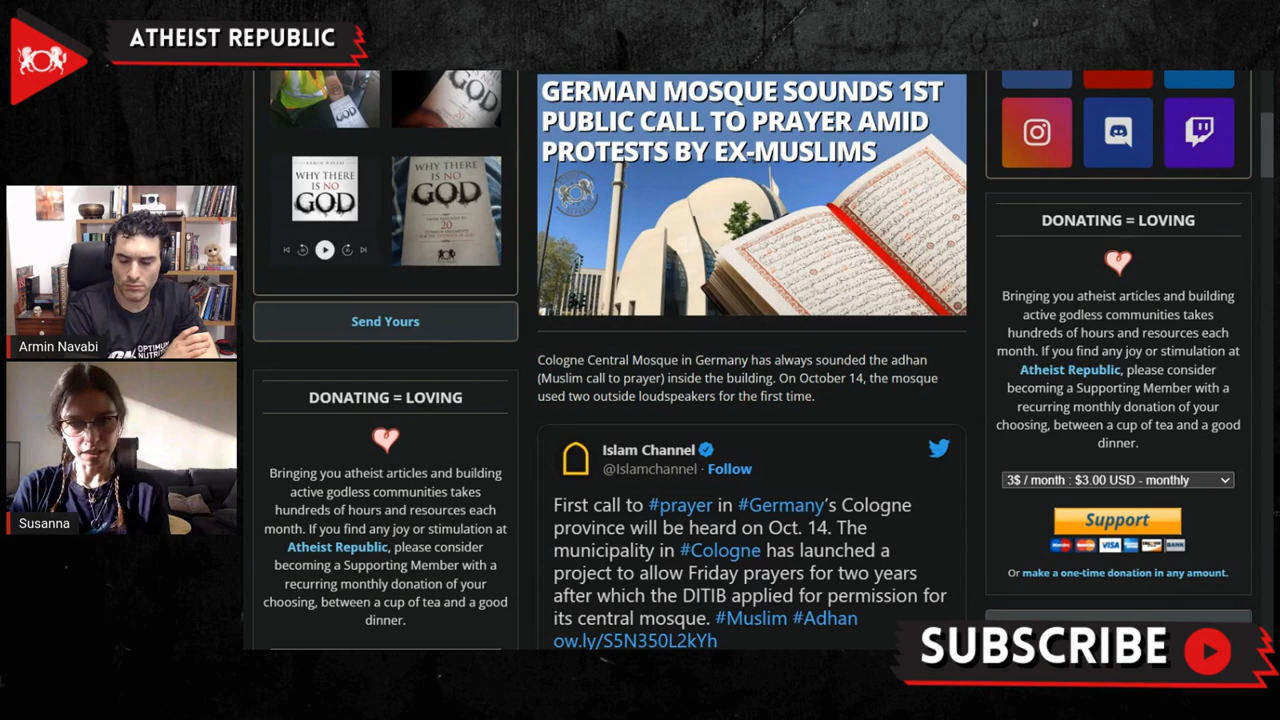 ATHEIST REPUBLIC
Armin Navabi
Susanna
GOD
GOD
ARMIN NAVABI
WHY THERE
IS NO
GOD
WHY THERE
IS NO
GOD
20
Send Yours
DONATING = LOVING
Bringing you atheist articles and building
active godless communities takes
hundreds of hours and resources each
month. If you find any joy or stimulation at
Atheist Republic, please consider
becoming a Supporting Member with a
recurring monthly donation of your
choosing, between a cup of tea and a good
dinner.
GERMAN MOSQUE SOUNDS 1ST
PUBLIC CALL TO PRAYER AMID
PROTESTS BY EX-MUSLIMS
Cologne Central Mosque in Germany has always sounded the adhan
(Muslim call to prayer) inside the building. On October 14, the mosque
used two outside loudspeakers for the first time.
Islam Channel
@Islamchannel · Follow
First call to #prayer in #Germany's Cologne
province will be heard on Oct. 14. The
municipality in #Cologne has launched a
project to allow Friday prayers for two years
after which the DITIB applied for permission for
its central mosque. #Muslim #Adhan
ow.ly/S5N350L2kYh
DONATING = LOVING
Bringing you atheist articles and building
active godless communities takes
hundreds of hours and resources each
month. If you find any joy or stimulation at
Atheist Republic, please consider
becoming a Supporting Member with a
recurring monthly donation of your
choosing, between a cup of tea and a good
dinner.
3$ / month : $3.00 USD - monthly
Support
VISA
BANK
Or make a one-time donation in any amount.
SUBSCRIBE